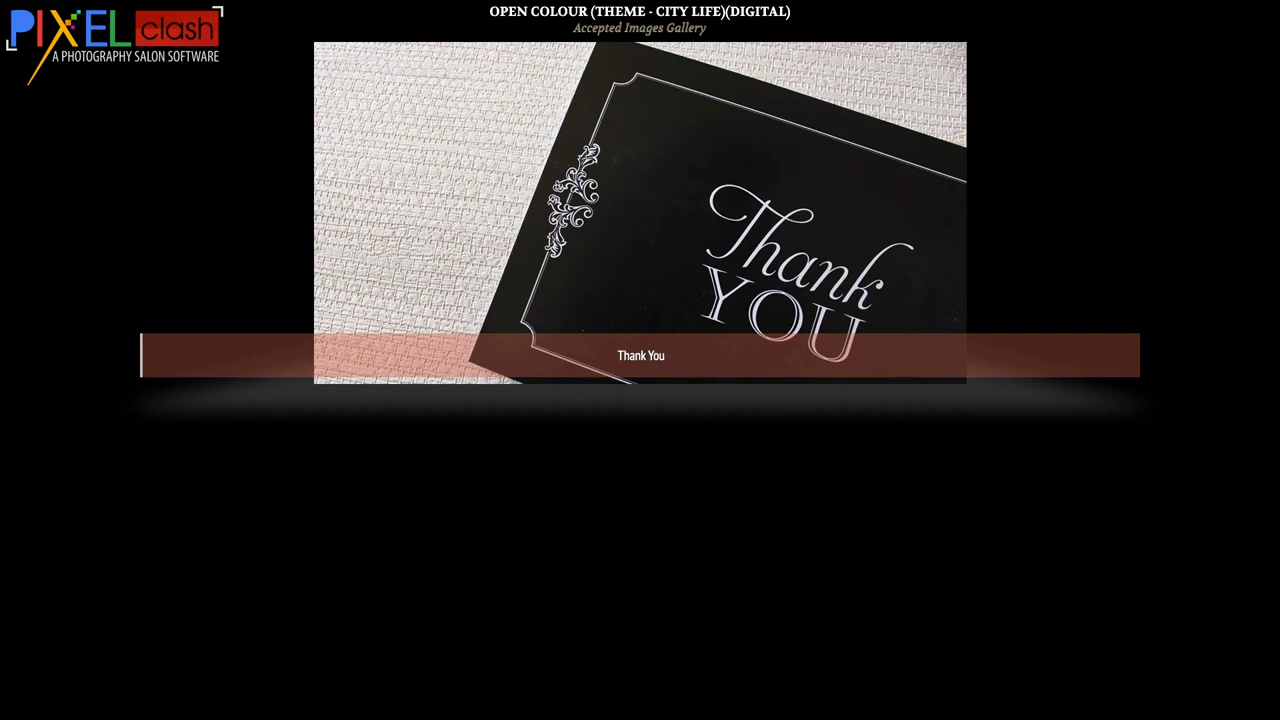 PIXEL clash
A PHOTOGRAPHY SALON SOFTWARE
OPEN COLOUR (THEME - CITY LIFE)(DIGITAL)
Accepted Images Gallery
Thank
YOU
Thank You